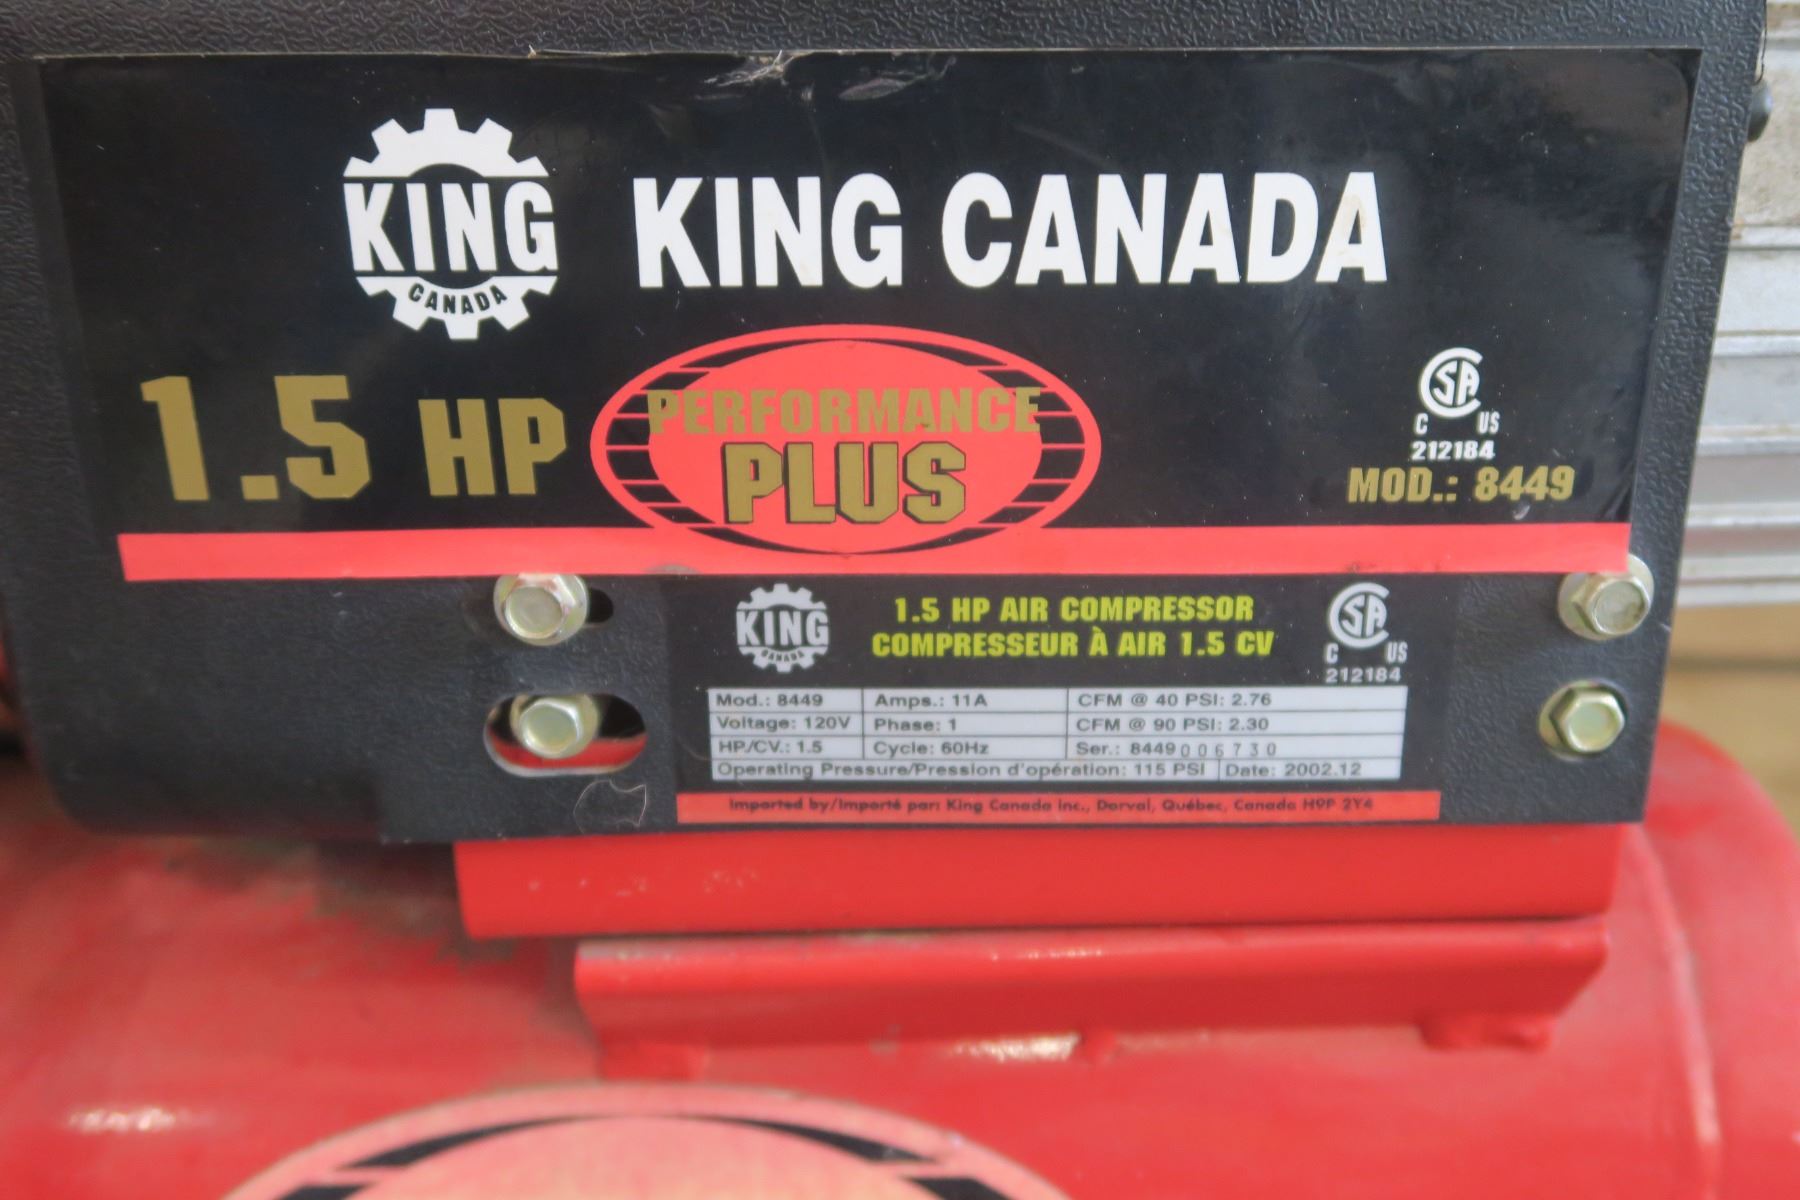 KING
CANADA
KING CANADA
1.5 HP
PERFORMANCE
PLUS
CSA
C US
212184
MOD.: 8449
KING
CANADA
1.5 HP AIR COMPRESSOR
COMPRESSEUR À AIR 1.5 CV
CSA
C US
212184
Mod.: 8449 Amps.: 11A CFM @ 40 PSI: 2.76
Voltage: 120V Phase: 1 CFM @ 90 PSI: 2.30
HP./CV.: 1.5 Cycle: 60Hz Ser.: 8449006730
Operating Pressure/Pression d'opération: 115 PSI Date: 2002.12
Imported by/Importé par: King Canada Inc., Dorval, Québec, Canada H9P 2Y4